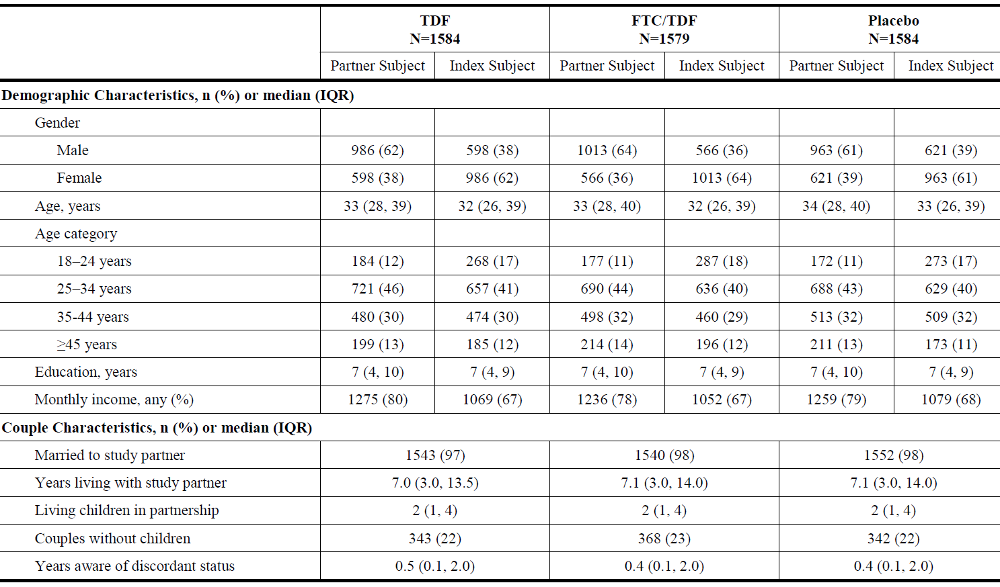 TDF FTC/TDF Placebo
N=1584 N=1579 N=1584
Partner Subject Index Subject Partner Subject Index Subject Partner Subject Index Subject
Demographic Characteristics, n (%) or median (IQR)
Gender
Male 986 (62) 598 (38) 1013 (64) 566 (36) 963 (61) 621 (39)
Female 598 (38) 986 (62) 566 (36) 1013 (64) 621 (39) 963 (61)
Age, years 33 (28, 39) 32 (26, 39) 33 (28, 40) 32 (26, 39) 34 (28, 40) 33 (26, 39)
Age category
18–24 years 184 (12) 268 (17) 177 (11) 287 (18) 172 (11) 273 (17)
25–34 years 721 (46) 657 (41) 690 (44) 636 (40) 688 (43) 629 (40)
35-44 years 480 (30) 474 (30) 498 (32) 460 (29) 513 (32) 509 (32)
≥45 years 199 (13) 185 (12) 214 (14) 196 (12) 211 (13) 173 (11)
Education, years 7 (4, 10) 7 (4, 9) 7 (4, 10) 7 (4, 9) 7 (4, 10) 7 (4, 9)
Monthly income, any (%) 1275 (80) 1069 (67) 1236 (78) 1052 (67) 1259 (79) 1079 (68)
Couple Characteristics, n (%) or median (IQR)
Married to study partner 1543 (97) 1540 (98) 1552 (98)
Years living with study partner 7.0 (3.0, 13.5) 7.1 (3.0, 14.0) 7.1 (3.0, 14.0)
Living children in partnership 2 (1, 4) 2 (1, 4) 2 (1, 4)
Couples without children 343 (22) 368 (23) 342 (22)
Years aware of discordant status 0.5 (0.1, 2.0) 0.4 (0.1, 2.0) 0.4 (0.1, 2.0)